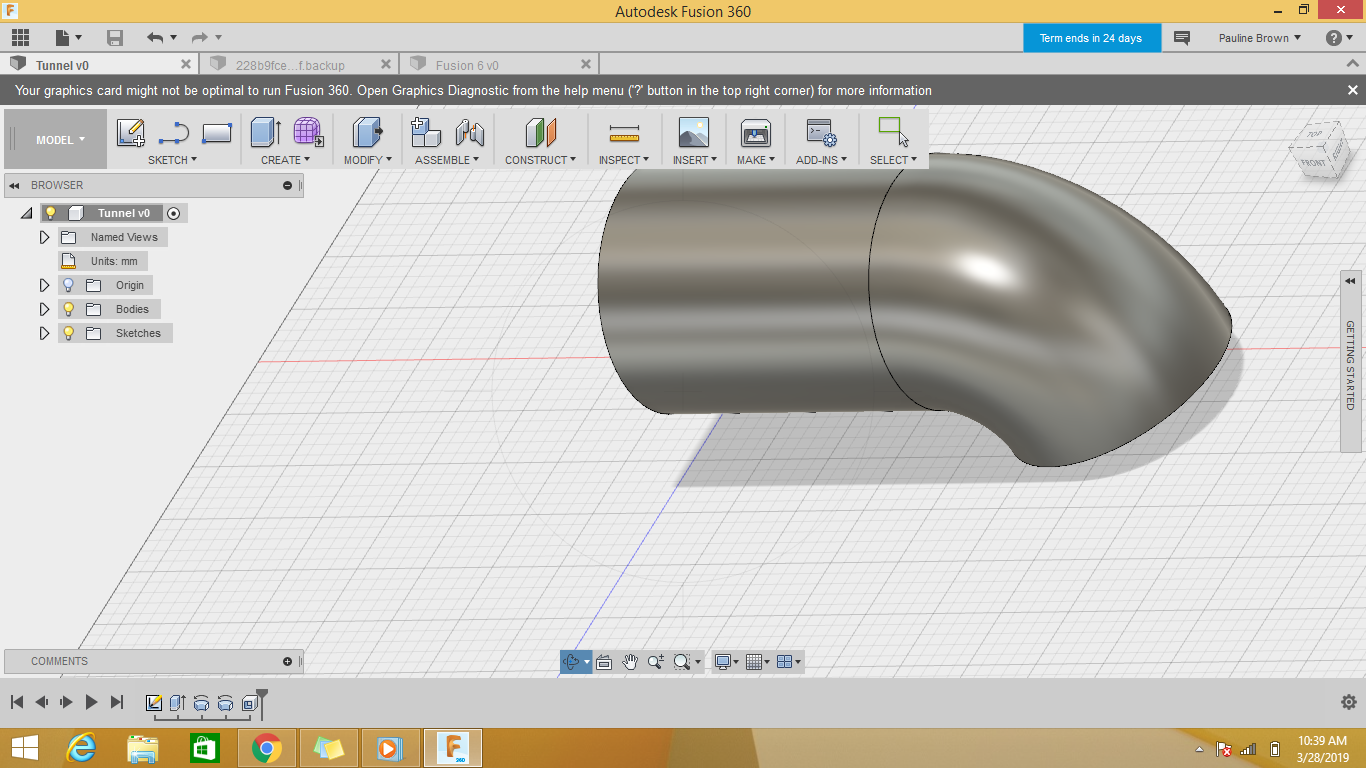 Autodesk Fusion 360
Term ends in 24 days
Pauline Brown
Tunnel v0
228b9fce...f.backup
Fusion 6 v0
Your graphics card might not be optimal to run Fusion 360. Open Graphics Diagnostic from the help menu ('?' button in the top right corner) for more information
MODEL
SKETCH
CREATE
MODIFY
ASSEMBLE
CONSTRUCT
INSPECT
INSERT
MAKE
ADD-INS
SELECT
TOP
FRONT
BROWSER
Tunnel v0
Named Views
Units: mm
Origin
Bodies
Sketches
GETTING STARTED
COMMENTS
360
10:39 AM
3/28/2019